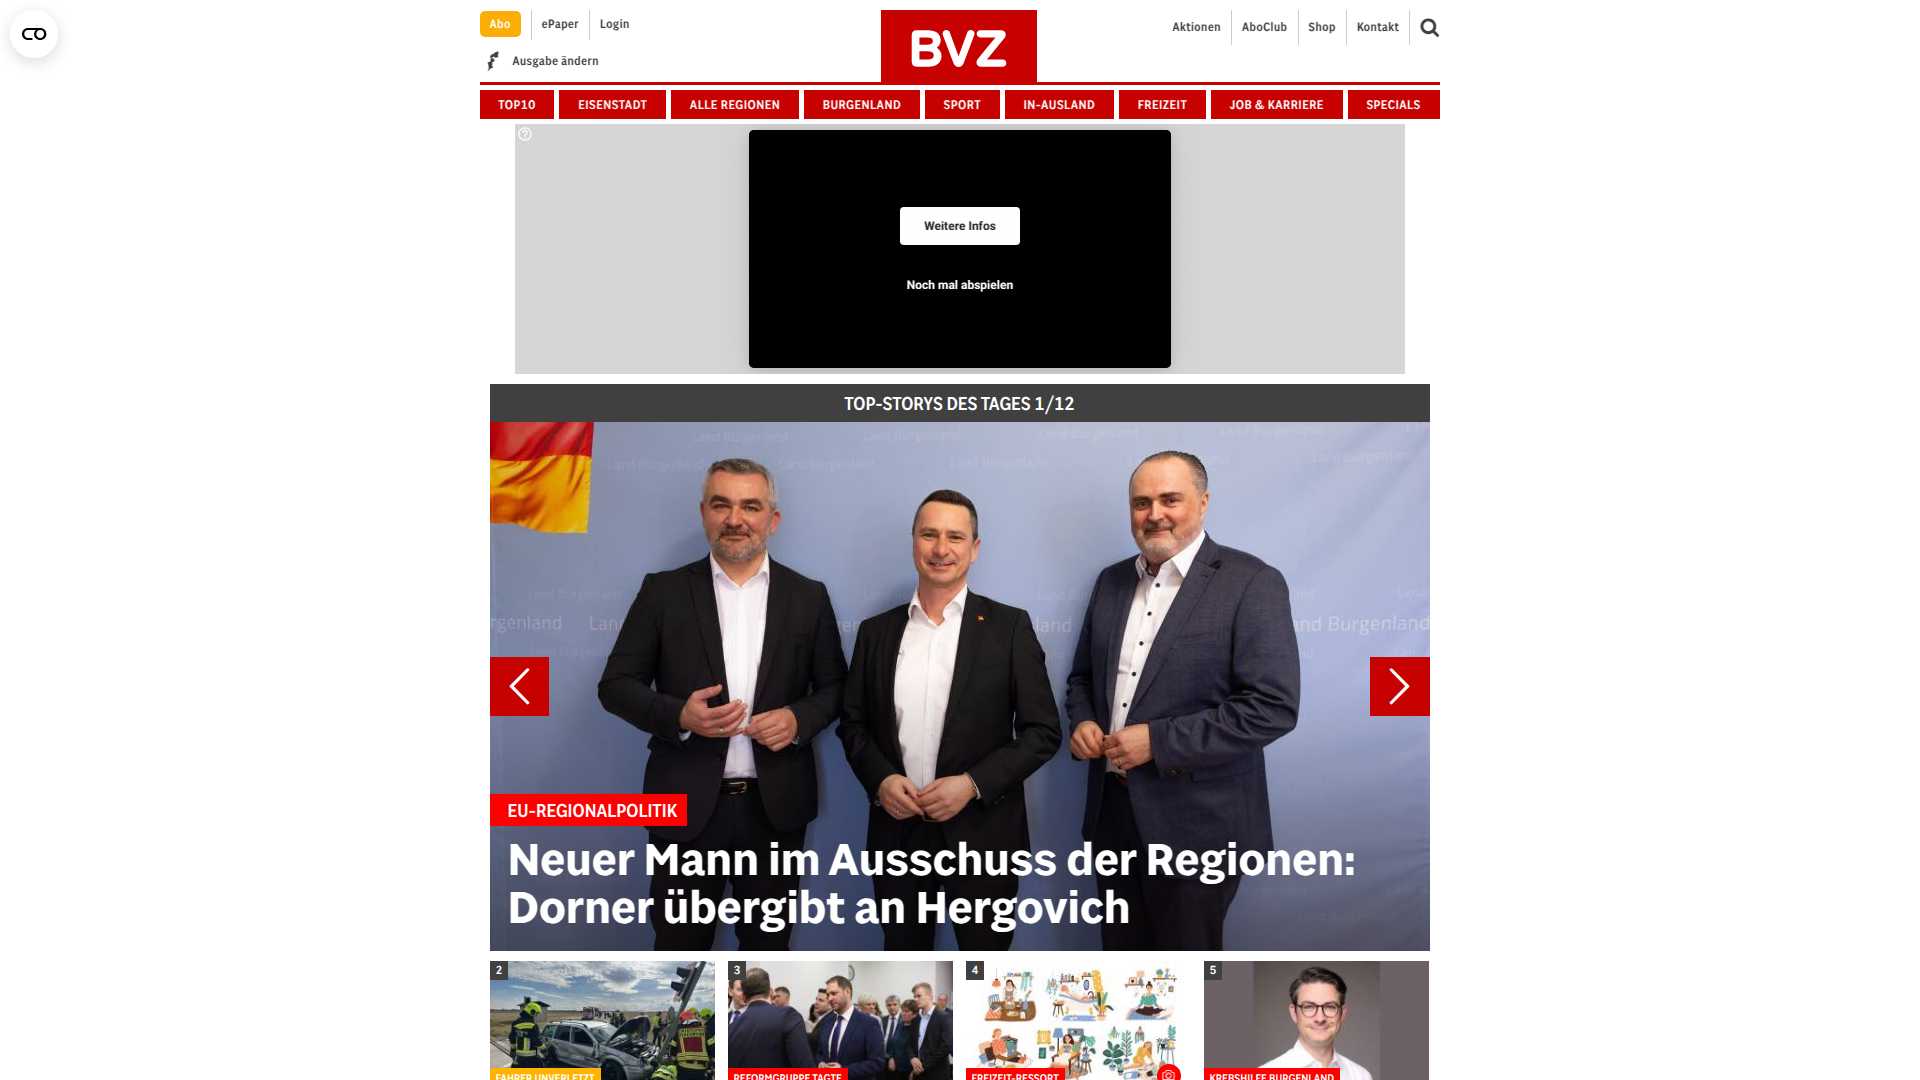 Abo
ePaper
Login
Ausgabe ändern
BVZ
Aktionen
AboClub
Shop
Kontakt
TOP10
EISENSTADT
ALLE REGIONEN
BURGENLAND
SPORT
IN-AUSLAND
FREIZEIT
JOB & KARRIERE
SPECIALS
Weitere Infos
Noch mal abspielen
TOP-STORYS DES TAGES 1/12
Land Burgenland
EU-REGIONALPOLITIK
Neuer Mann im Ausschuss der Regionen:
Dorner übergibt an Hergovich
2
3
4
5
FAHRER UNVERLETZT
REFORMGRUPPE TAGTE
FREIZEIT-RESSORT
KREBSHILFE BURGENLAND